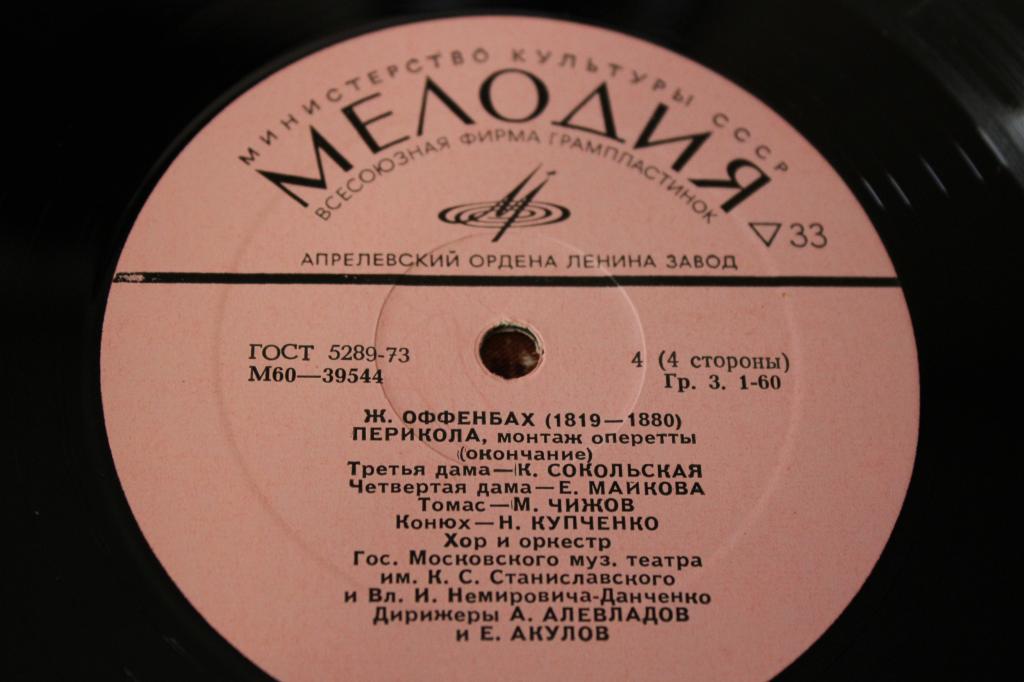 МИНИСТЕРСТВО КУЛЬТУРЫ СССР
МЕЛОДИЯ
ВСЕСОЮЗНАЯ ФИРМА ГРАМПЛАСТИНОК
33
АПРЕЛЕВСКИЙ ОРДЕНА ЛЕНИНА ЗАВОД
ГОСТ 5289-73
М60—39544
4 (4 стороны)
Гр. 3. 1-60
Ж. ОФФЕНБАХ (1819—1880)
ПЕРИКОЛА, монтаж оперетты
(окончание)
Третья дама—К. СОКОЛЬСКАЯ
Четвертая дама—Е. МАЙКОВА
Томас—М. ЧИЖОВ
Конюх—Н. КУПЧЕНКО
Хор и оркестр
Гос. Московского муз. театра
им. К. С. Станиславского
и Вл. И. Немировича-Данченко
Дирижеры А. АЛЕВЛАДОВ
и Е. АКУЛОВ